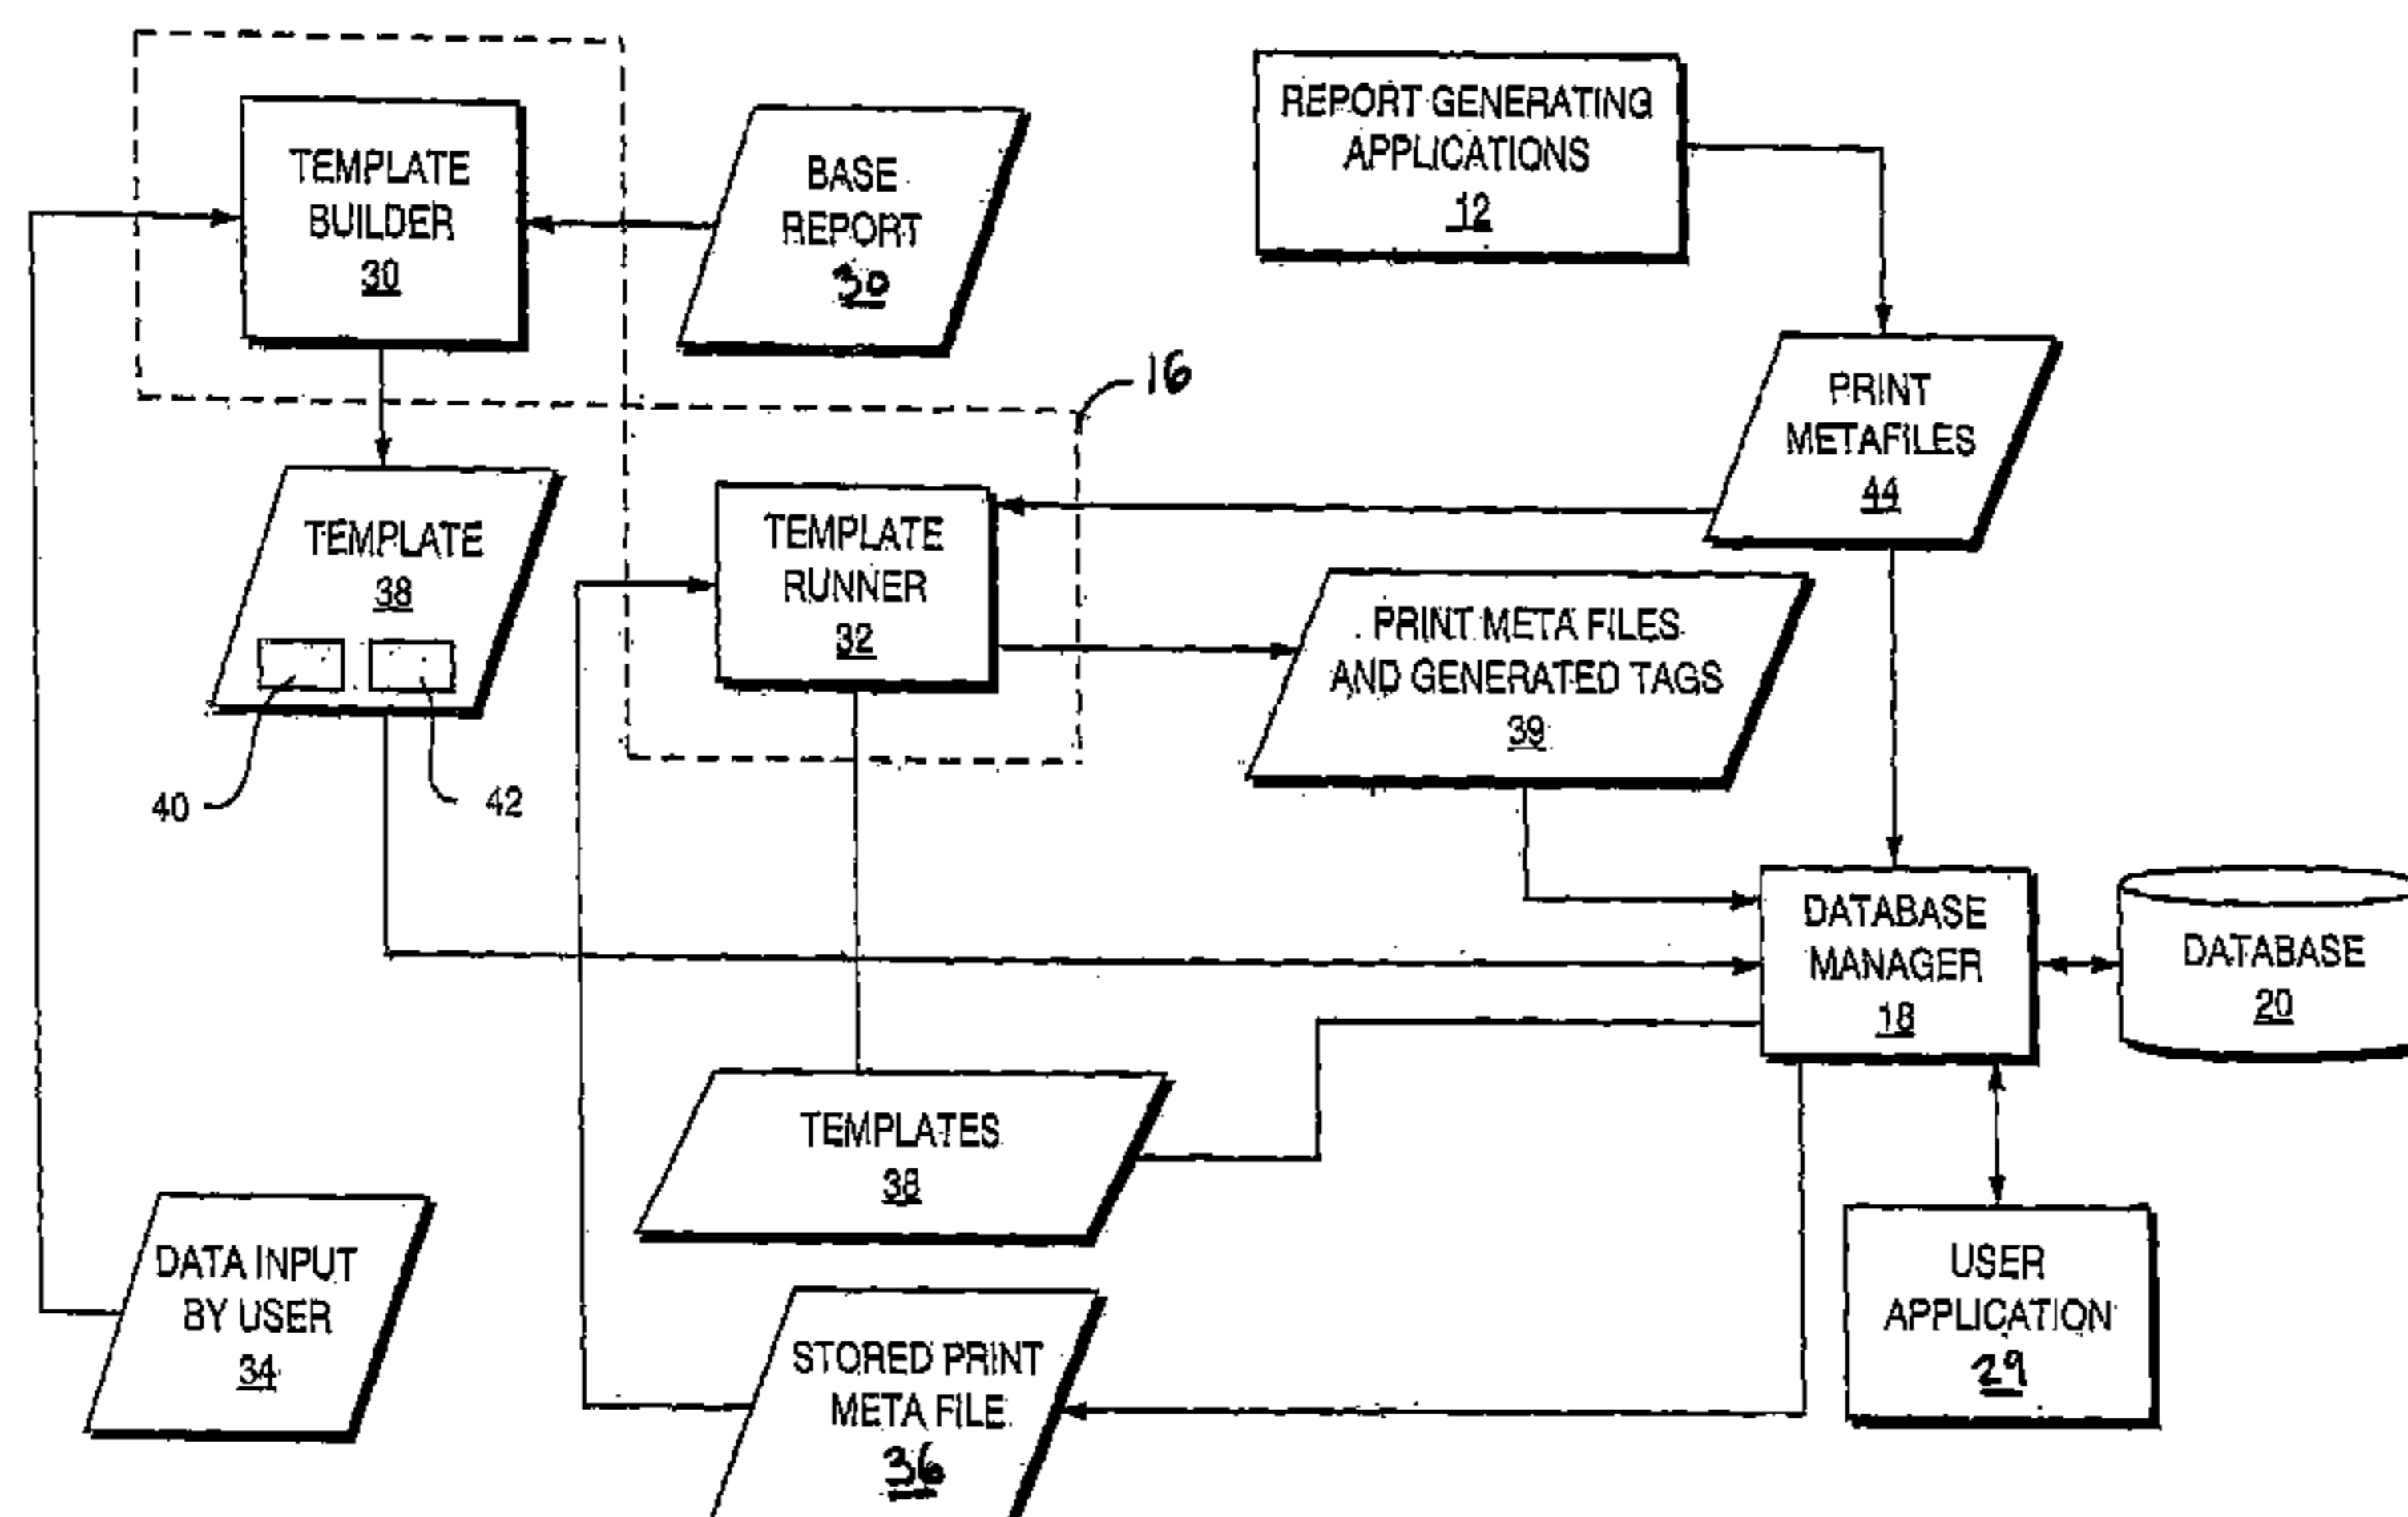 TEMPLATE
BUILDER
30
BASE
REPORT
30
REPORT GENERATING
APPLICATIONS
12
16
PRINT
METAFILES
44
TEMPLATE
38
40
42
TEMPLATE
RUNNER
32
PRINT META FILES
AND GENERATED TAGS
39
DATABASE
MANAGER
18
DATABASE
20
TEMPLATES
38
DATA INPUT
BY USER
34
STORED PRINT
META FILE
36
USER
APPLICATION
29